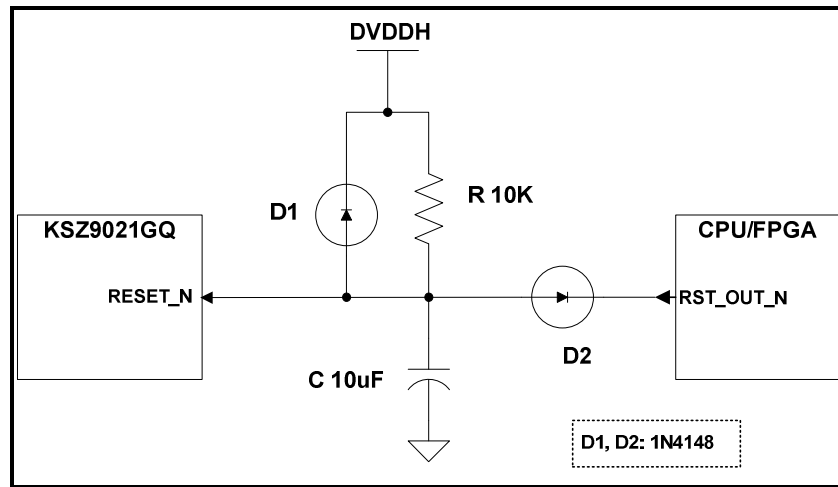 DVDDH
R 10K
D1
KSZ9021GQ
CPU/FPGA
RESET_N
RST_OUT_N
D2
C 10uF
D1, D2: 1N4148